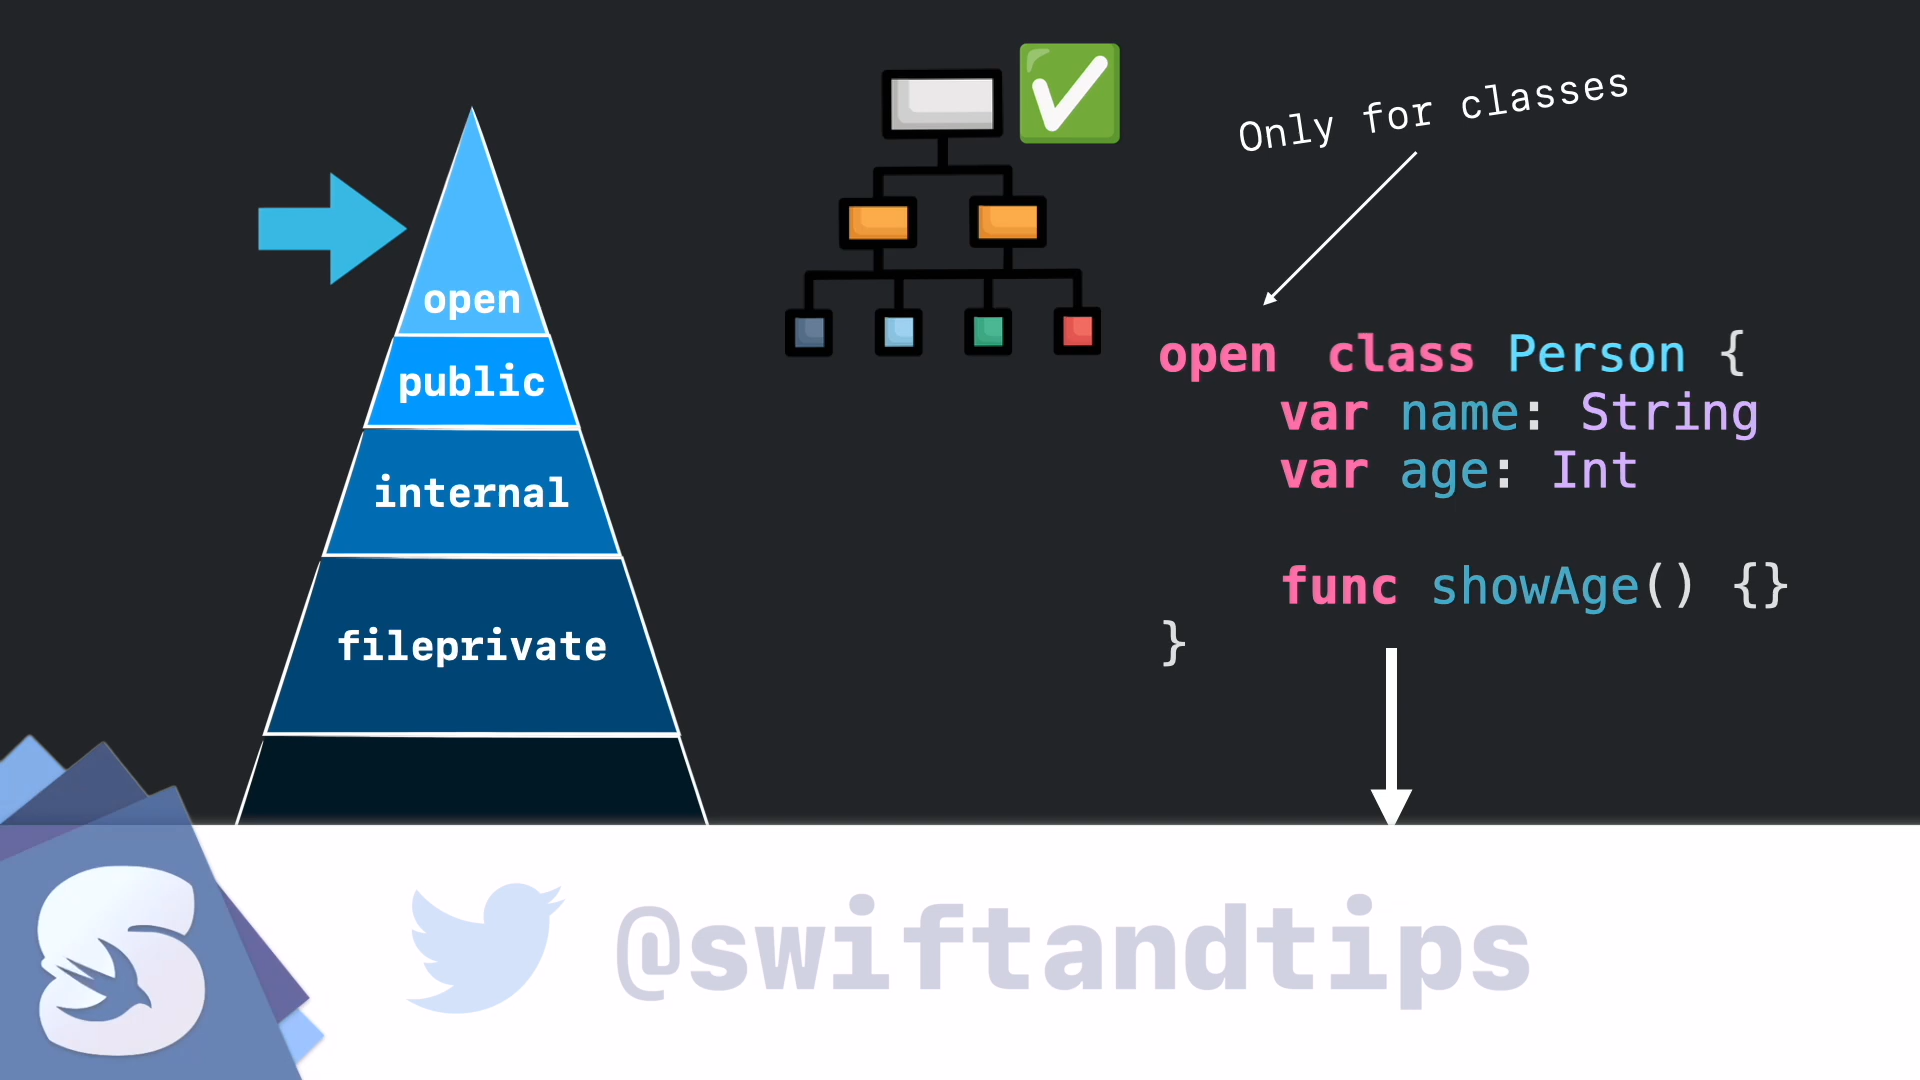 Only for classes
open
public
internal
fileprivate
open class Person {
var name: String
var age: Int
func showAge() {}
}
@swiftandtips